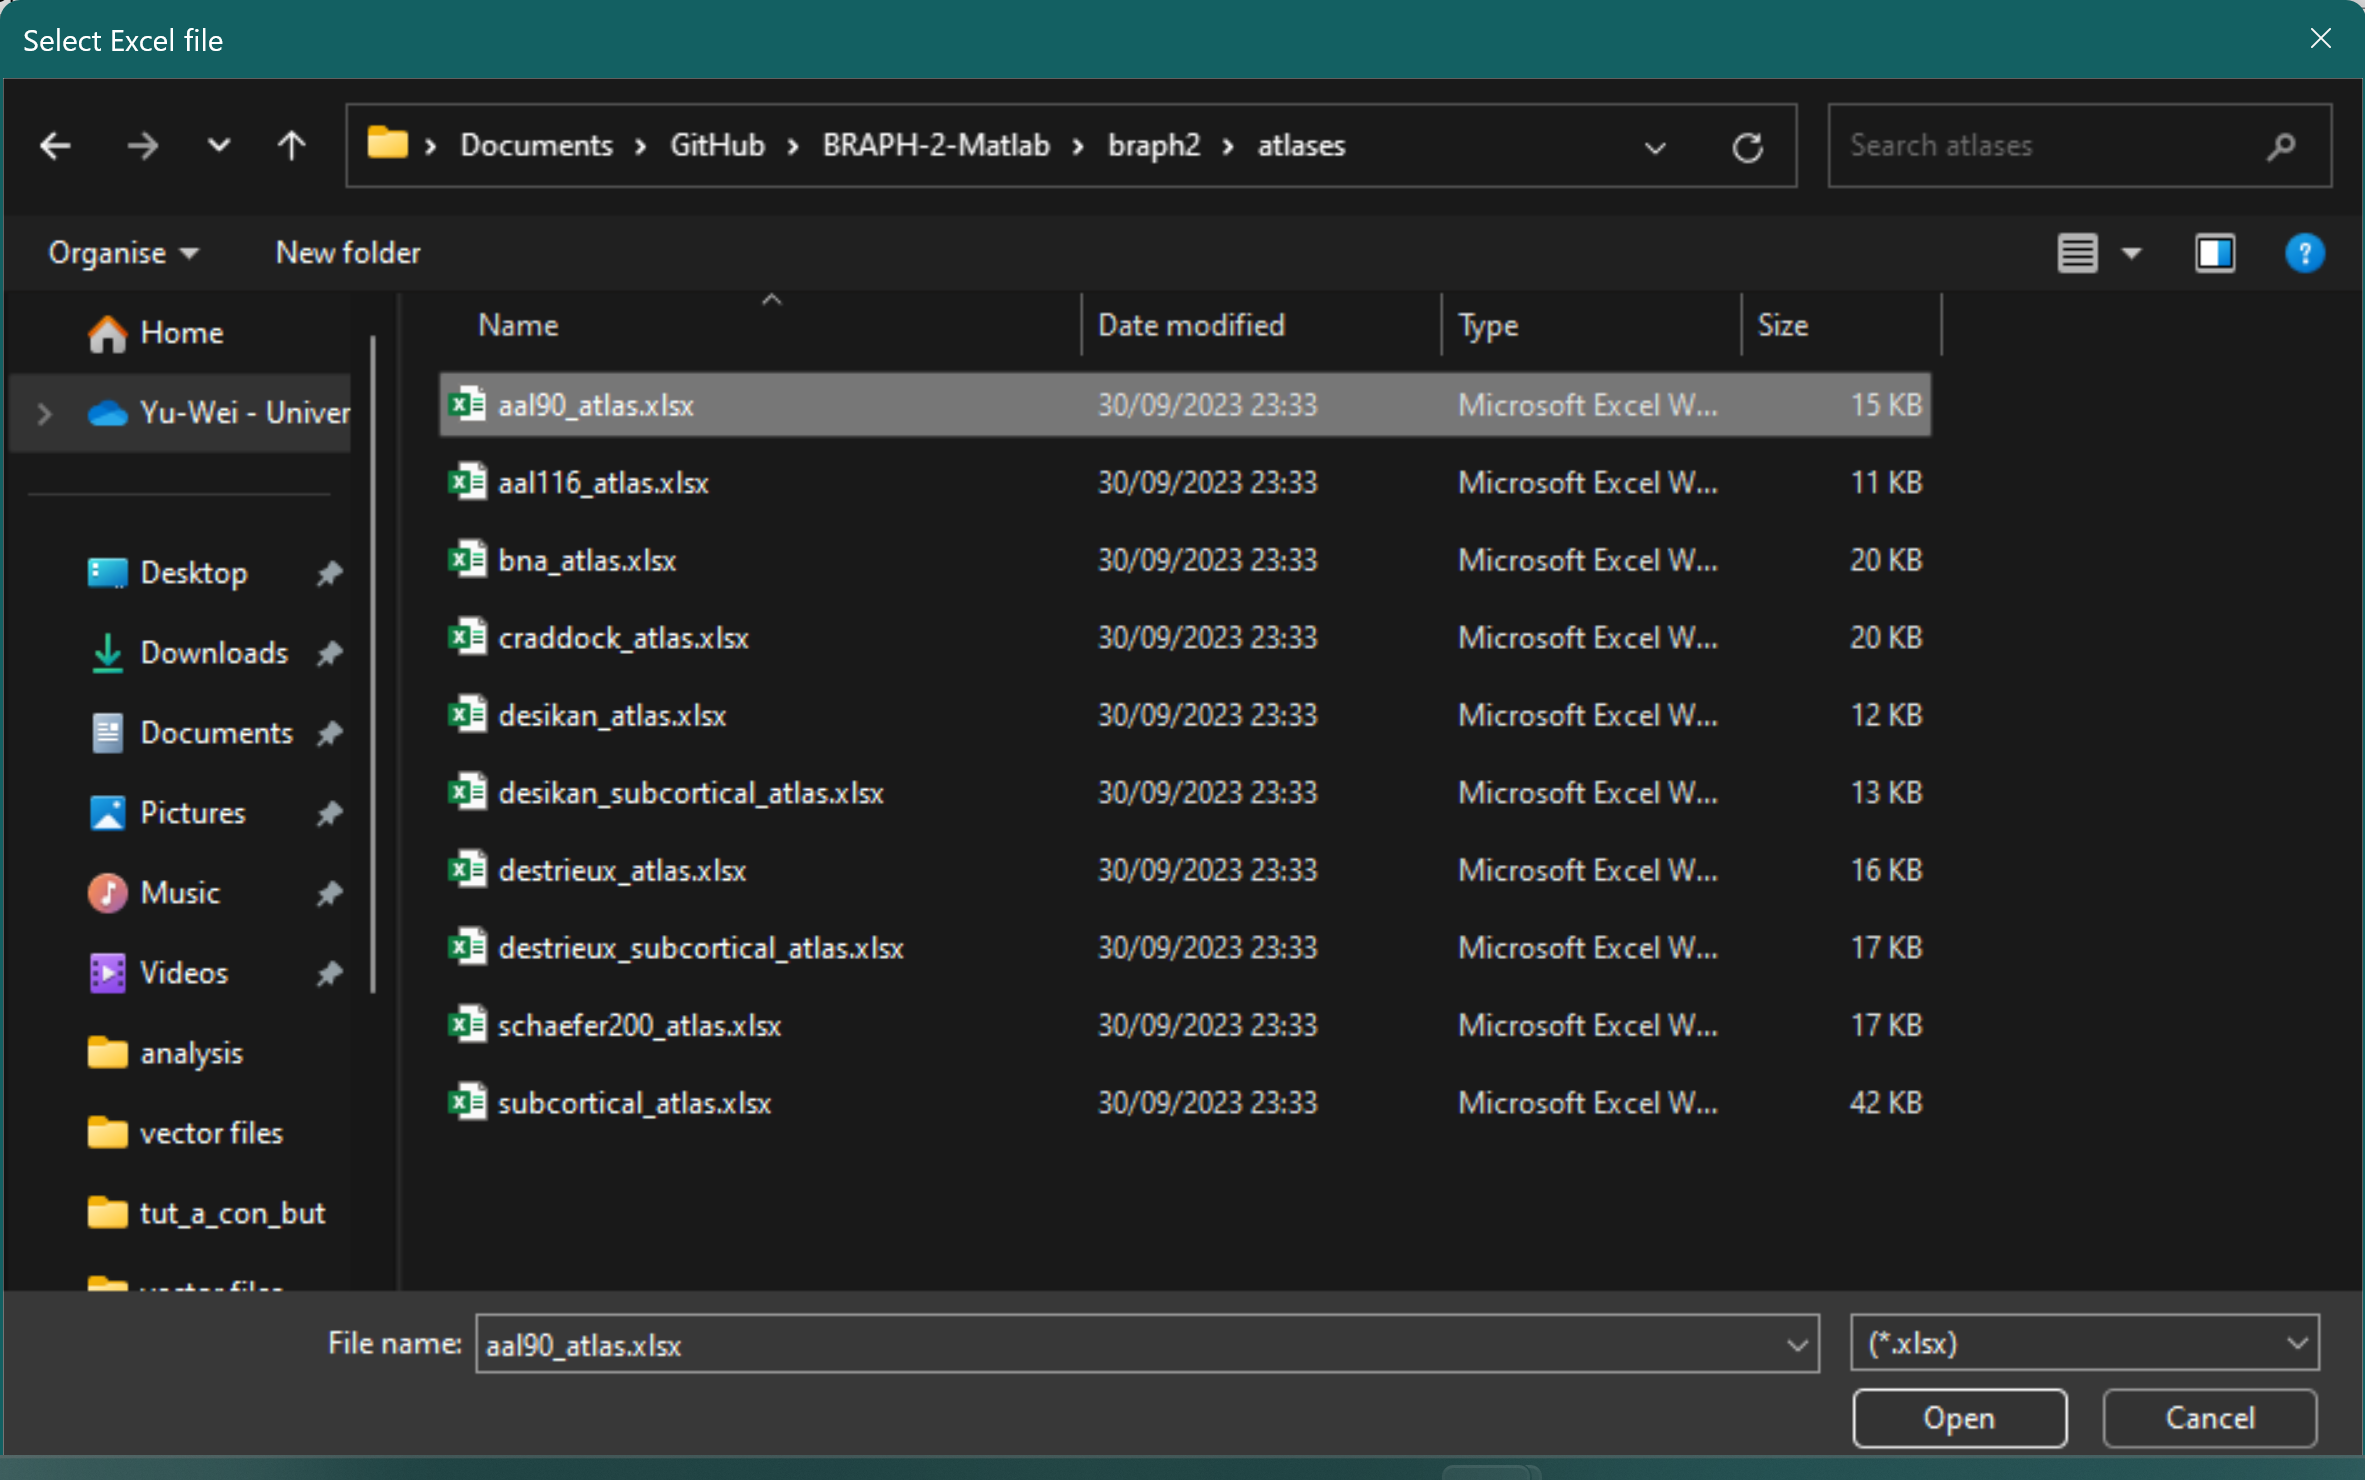 Select Excel file
Documents > GitHub > BRAPH-2-Matlab > braph2 > atlases
Search atlases
Organise
New folder
?
Home
Yu-Wei - Univer
Desktop
Downloads
Documents
Pictures
Music
Videos
analysis
vector files
tut_a_con_but
vector files
Name Date modified Type Size
aal90_atlas.xlsx 30/09/2023 23:33 Microsoft Excel W... 15 KB
aal116_atlas.xlsx 30/09/2023 23:33 Microsoft Excel W... 11 KB
bna_atlas.xlsx 30/09/2023 23:33 Microsoft Excel W... 20 KB
craddock_atlas.xlsx 30/09/2023 23:33 Microsoft Excel W... 20 KB
desikan_atlas.xlsx 30/09/2023 23:33 Microsoft Excel W... 12 KB
desikan_subcortical_atlas.xlsx 30/09/2023 23:33 Microsoft Excel W... 13 KB
destrieux_atlas.xlsx 30/09/2023 23:33 Microsoft Excel W... 16 KB
destrieux_subcortical_atlas.xlsx 30/09/2023 23:33 Microsoft Excel W... 17 KB
schaefer200_atlas.xlsx 30/09/2023 23:33 Microsoft Excel W... 17 KB
subcortical_atlas.xlsx 30/09/2023 23:33 Microsoft Excel W... 42 KB
File name: aal90_atlas.xlsx
(*.xlsx)
Open
Cancel